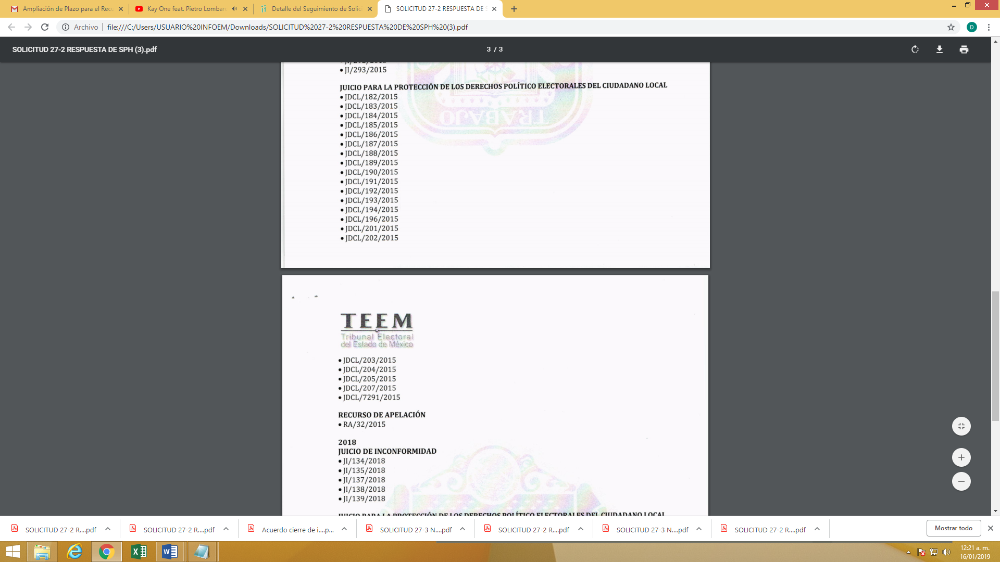 Ampliación de Plazo para el Recu
Kay One feat. Pietro Lombard
Detalle del Seguimiento de Solici
SOLICITUD 27-2 RESPUESTA DE S
Archivo
file:///C:/Users/USUARIO%20INFOEM/Downloads/SOLICITUD%2027-2%20RESPUESTA%20DE%20SPH%20(3).pdf
D
SOLICITUD 27-2 RESPUESTA DE SPH (3).pdf
3 / 3
• JI/292/2015
• JI/293/2015
JUICIO PARA LA PROTECCIÓN DE LOS DERECHOS POLÍTICO ELECTORALES DEL CIUDADANO LOCAL
• JDCL/182/2015
• JDCL/183/2015
• JDCL/184/2015
• JDCL/185/2015
• JDCL/186/2015
• JDCL/187/2015
• JDCL/188/2015
• JDCL/189/2015
• JDCL/190/2015
• JDCL/191/2015
• JDCL/192/2015
• JDCL/193/2015
• JDCL/194/2015
• JDCL/196/2015
• JDCL/201/2015
• JDCL/202/2015
TRABAJO
TEEM
Tribunal Electoral
del Estado de México
• JDCL/203/2015
• JDCL/204/2015
• JDCL/205/2015
• JDCL/207/2015
• JDCL/7291/2015
RECURSO DE APELACIÓN
• RA/32/2015
2018
JUICIO DE INCONFORMIDAD
• JI/134/2018
• JI/135/2018
• JI/137/2018
• JI/138/2018
• JI/139/2018
JUICIO PARA LA PROTECCIÓN DE LOS DERECHOS POLÍTICO ELECTORALES DEL CIUDADANO LOCAL
SOLICITUD 27-2 R....pdf
SOLICITUD 27-2 R....pdf
Acuerdo cierre de i....p...
SOLICITUD 27-3 N....pdf
SOLICITUD 27-2 R....pdf
SOLICITUD 27-3 N....pdf
SOLICITUD 27-2 R....pdf
Mostrar todo
12:21 a. m.
16/01/2019